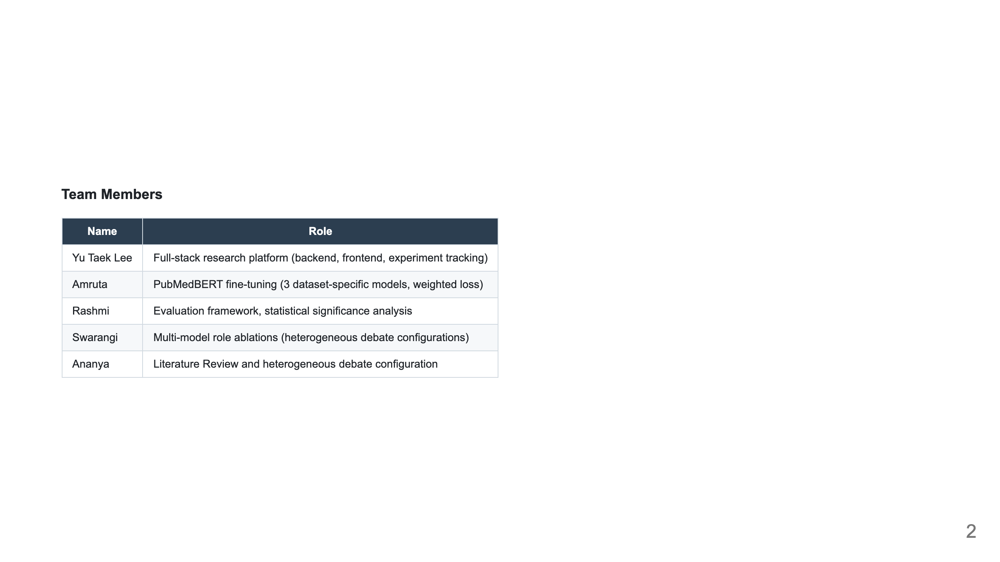 Team Members
Name Role
Yu Taek Lee Full-stack research platform (backend, frontend, experiment tracking)
Amruta PubMedBERT fine-tuning (3 dataset-specific models, weighted loss)
Rashmi Evaluation framework, statistical significance analysis
Swarangi Multi-model role ablations (heterogeneous debate configurations)
Ananya Literature Review and heterogeneous debate configuration
2